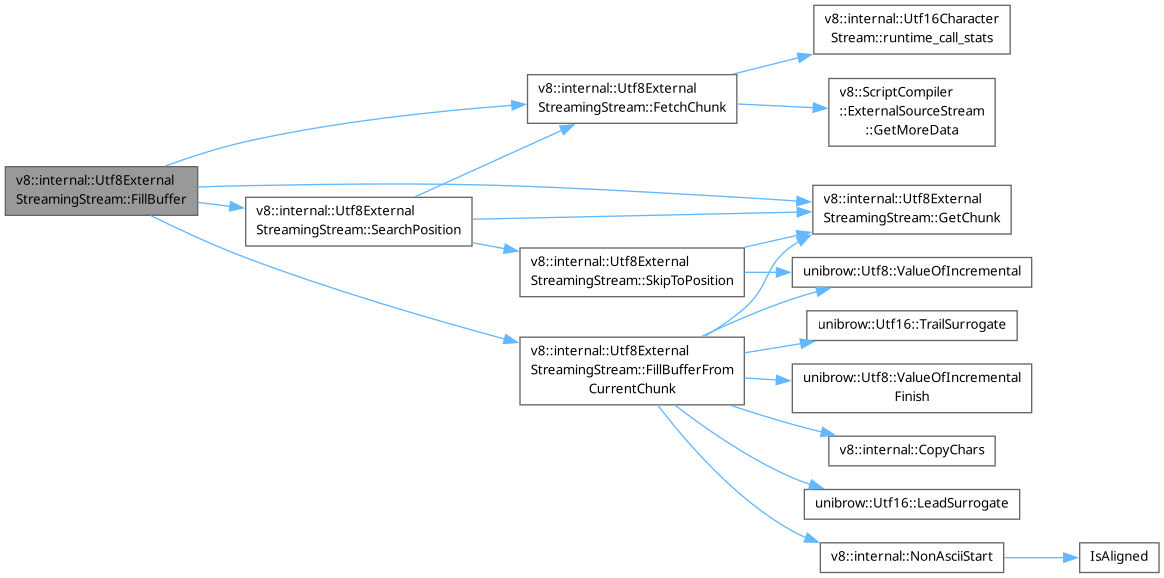 v8::internal::Utf16Character
Stream::runtime_call_stats
v8::internal::Utf8External
StreamingStream::FetchChunk
v8::ScriptCompiler
::ExternalSourceStream
::GetMoreData
v8::internal::Utf8External
StreamingStream::FillBuffer
v8::internal::Utf8External
StreamingStream::SearchPosition
v8::internal::Utf8External
StreamingStream::GetChunk
v8::internal::Utf8External
StreamingStream::SkipToPosition
unibrow::Utf8::ValueOfIncremental
unibrow::Utf16::TrailSurrogate
v8::internal::Utf8External
StreamingStream::FillBufferFrom
CurrentChunk
unibrow::Utf8::ValueOfIncremental
Finish
v8::internal::CopyChars
unibrow::Utf16::LeadSurrogate
v8::internal::NonAsciiStart
IsAligned